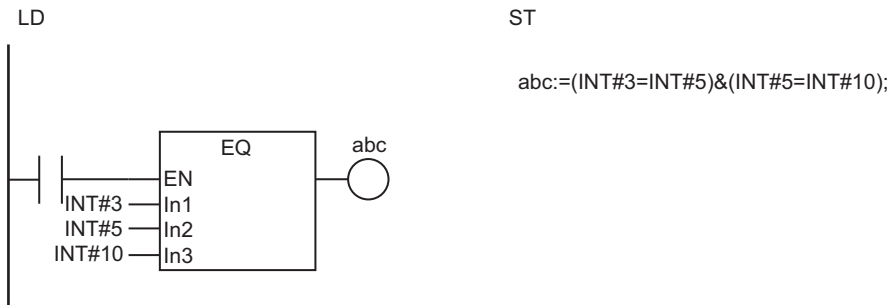 LD
ST
abc:=(INT#3=INT#5)&(INT#5=INT#10);
EQ
abc
EN
INT#3 In1
INT#5 In2
INT#10 In3